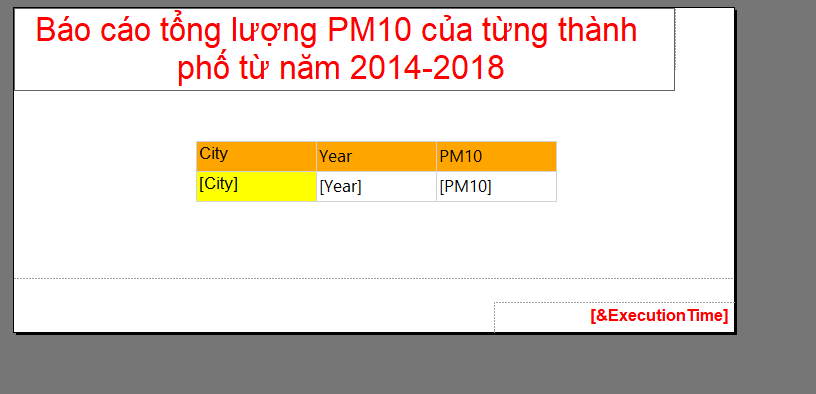 Báo cáo tổng lượng PM10 của từng thành
phố từ năm 2014-2018
City Year PM10
[City] [Year] [PM10]
[&ExecutionTime]